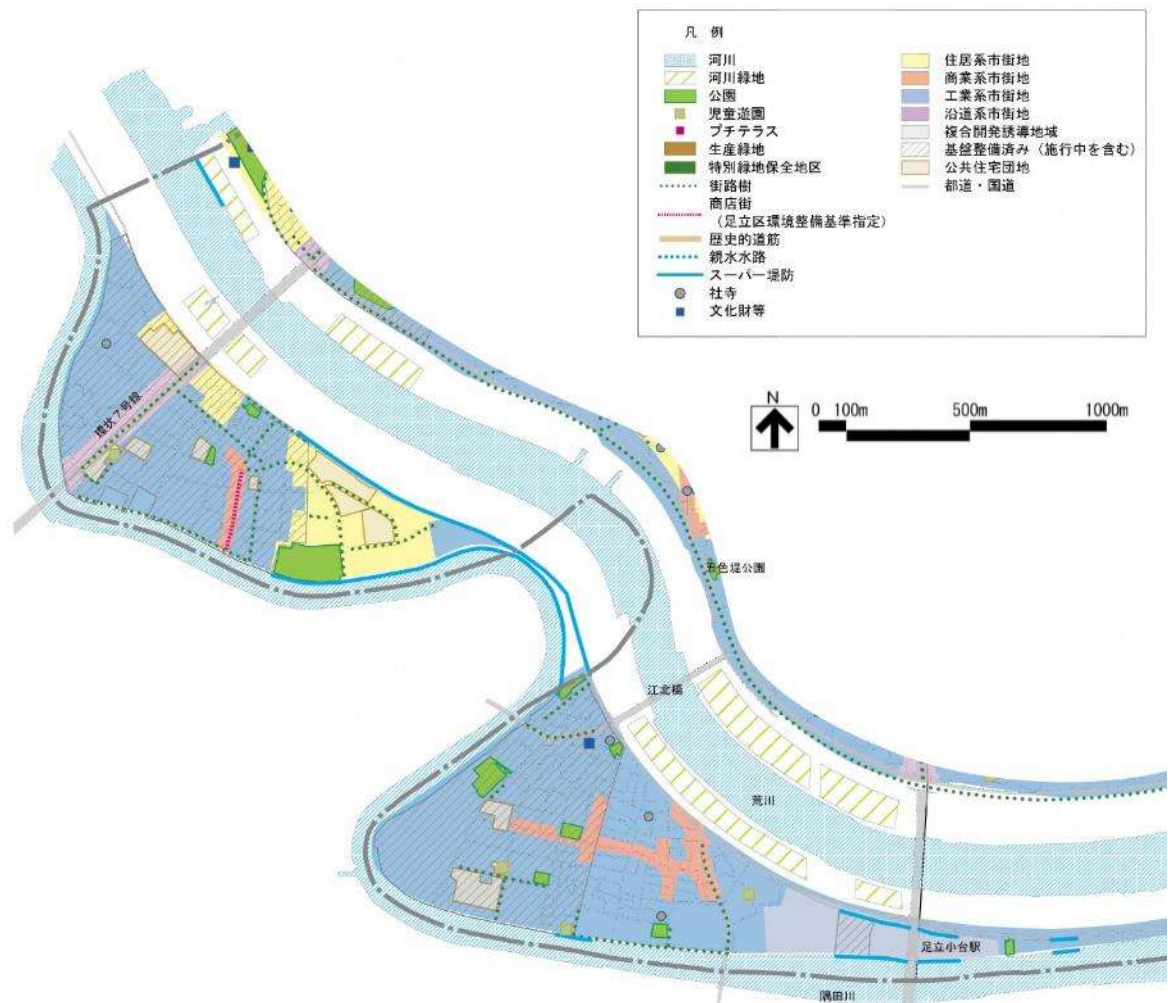 凡 例
河川
河川緑地
公園
児童遊園
プチテラス
生産緑地
特別緑地保全地区
街路樹
商店街
（足立区環境整備基準指定）
歴史的道筋
親水水路
スーパー堤防
社寺
文化財等
住居系市街地
商業系市街地
工業系市街地
沿道系市街地
複合開発誘導地域
基盤整備済み（施行中を含む）
公共住宅団地
都道・国道
N
0 100m 500m 1000m
環状7号線
五色堤公園
江北橋
荒川
足立小台駅
隅田川